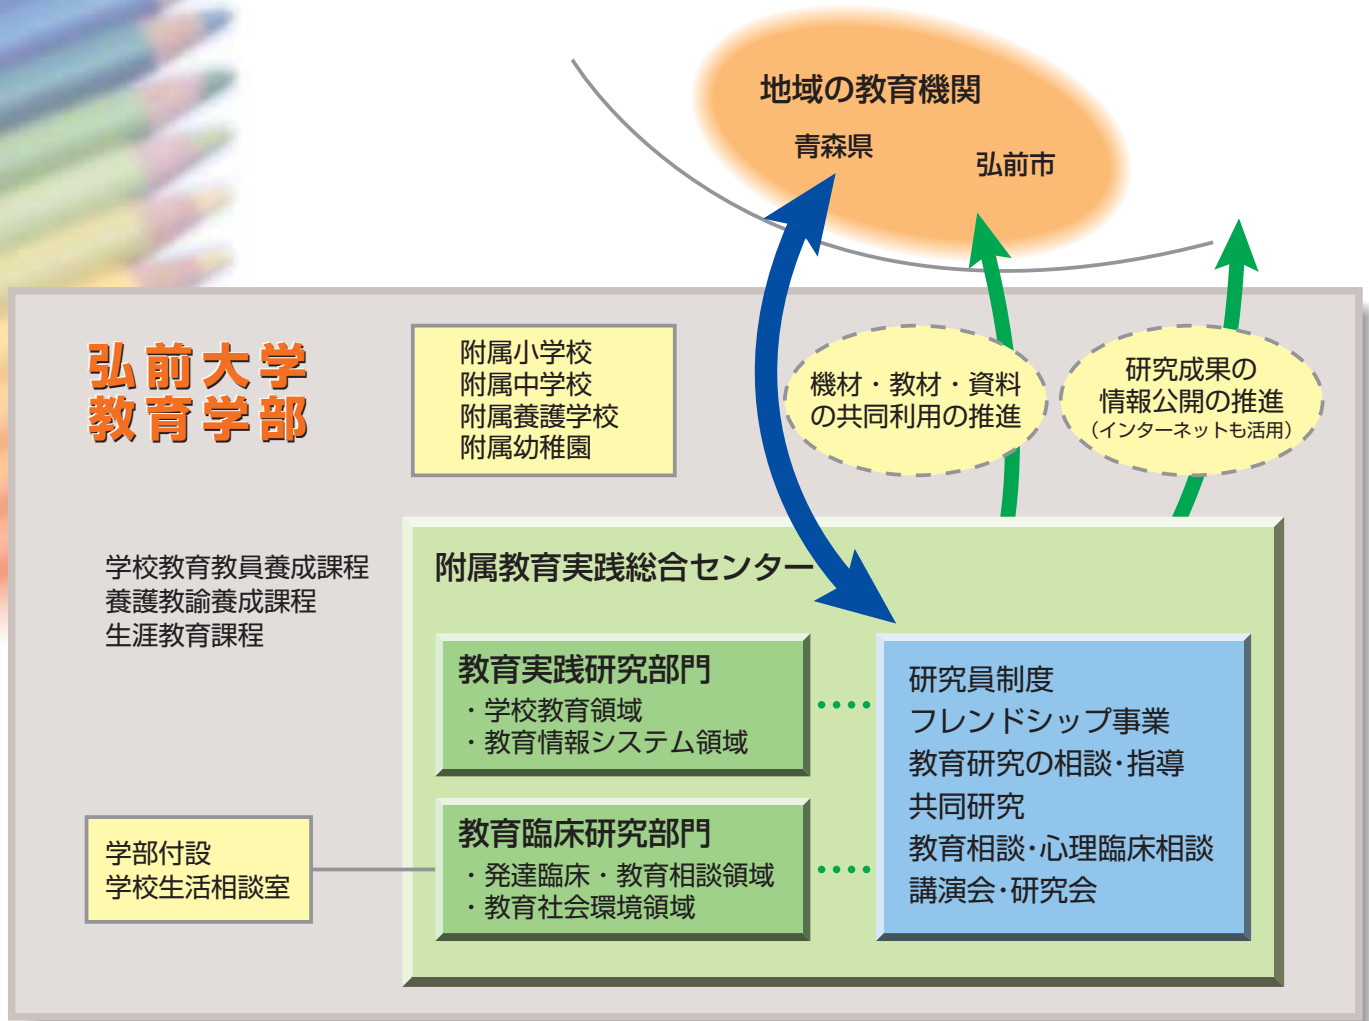 地域の教育機関
青森県
弘前市
弘前大学
教育学部
附属小学校
附属中学校
附属養護学校
附属幼稚園
機材・教材・資料
の共同利用の推進
研究成果の
情報公開の推進
（インターネットも活用）
学校教育教員養成課程
養護教諭養成課程
生涯教育課程
附属教育実践総合センター
教育実践研究部門
・学校教育領域
・教育情報システム領域
教育臨床研究部門
・発達臨床・教育相談領域
・教育社会環境領域
研究員制度
フレンドシップ事業
教育研究の相談・指導
共同研究
教育相談・心理臨床相談
講演会・研究会
学部付設
学校生活相談室